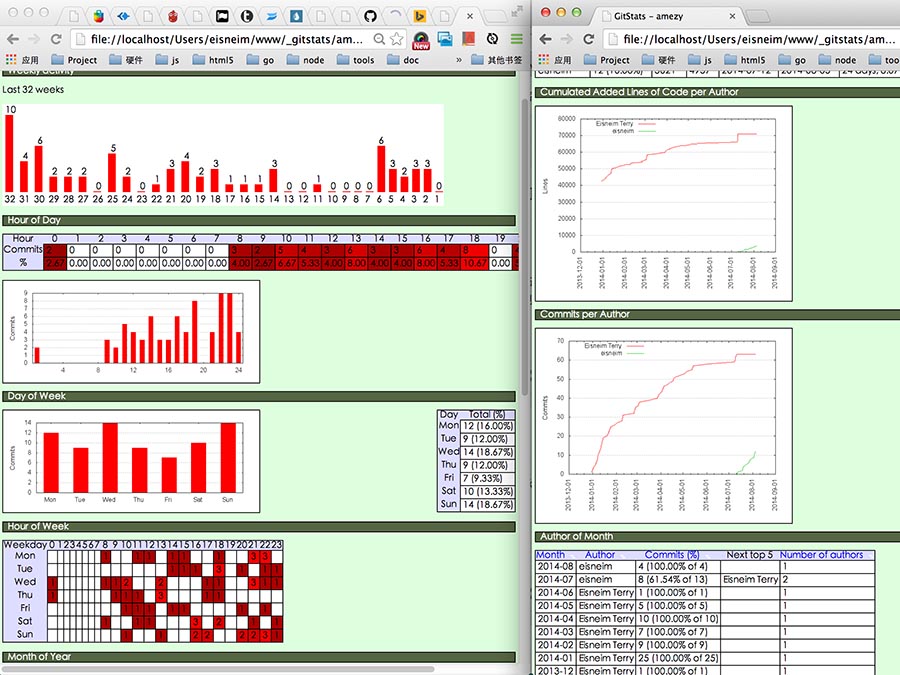 file://localhost/Users/eisneim/www/_gitstats/am...
New
应用 Project 硬件 js html5 go node tools doc » 其他书签
Weekly activity
Last 32 weeks
10 4 6 2 2 2 0 5 2 0 1 3 4 2 3 1 1 1 3 0 0 1 0 0 0 0 6 3 2 3 3 0
32 31 30 29 28 27 26 25 24 23 22 21 20 19 18 17 16 15 14 13 12 11 10 9 8 7 6 5 4 3 2 1
Hour of Day
Hour 0 1 2 3 4 5 6 7 8 9 10 11 12 13 14 15 16 17 18 19
Commits 2 0 0 0 0 0 0 0 3 2 5 4 3 6 3 3 6 4 8 0
% 2.67 0.00 0.00 0.00 0.00 0.00 0.00 0.00 4.00 2.67 6.67 5.33 4.00 8.00 4.00 4.00 8.00 5.33 10.67 0.00
Commits
9
8
7
6
5
4
3
2
1
0
4 8 12 16 20 24
Day of Week
Commits
14
12
10
8
6
4
2
0
Mon Tue Wed Thu Fri Sat Sun
Day Total (%)
Mon 12 (16.00%)
Tue 9 (12.00%)
Wed 14 (18.67%)
Thu 9 (12.00%)
Fri 7 (9.33%)
Sat 10 (13.33%)
Sun 14 (18.67%)
Hour of Week
Weekday 0 1 2 3 4 5 6 7 8 9 10 11 12 13 14 15 16 17 18 19 20 21 22 23
Mon
Tue
Wed
Thu
Fri
Sat
Sun
Month of Year
GitStats - amezy
file://localhost/Users/eisneim/www/_gitstats/am...
应用 Project 硬件 js html5 go node too
Cumulated Added Lines of Code per Author
Eisneim Terry
eisneim
Lines
80000
70000
60000
50000
40000
30000
20000
10000
0
2013-12-01 2014-01-01 2014-02-01 2014-03-01 2014-04-01 2014-05-01 2014-06-01 2014-07-01 2014-08-01 2014-09-01
Commits per Author
Eisneim Terry
eisneim
Commits
70
60
50
40
30
20
10
0
2013-12-01 2014-01-01 2014-02-01 2014-03-01 2014-04-01 2014-05-01 2014-06-01 2014-07-01 2014-08-01 2014-09-01
Author of Month
Month Author Commits (%) Next top 5 Number of authors
2014-08 eisneim 4 (100.00% of 4) 1
2014-07 eisneim 8 (61.54% of 13) Eisneim Terry 2
2014-06 Eisneim Terry 1 (100.00% of 1) 1
2014-05 Eisneim Terry 5 (100.00% of 5) 1
2014-04 Eisneim Terry 10 (100.00% of 10) 1
2014-03 Eisneim Terry 7 (100.00% of 7) 1
2014-02 Eisneim Terry 9 (100.00% of 9) 1
2014-01 Eisneim Terry 25 (100.00% of 25) 1
2013-12 Eisneim Terry 1 (100.00% of 1) 1